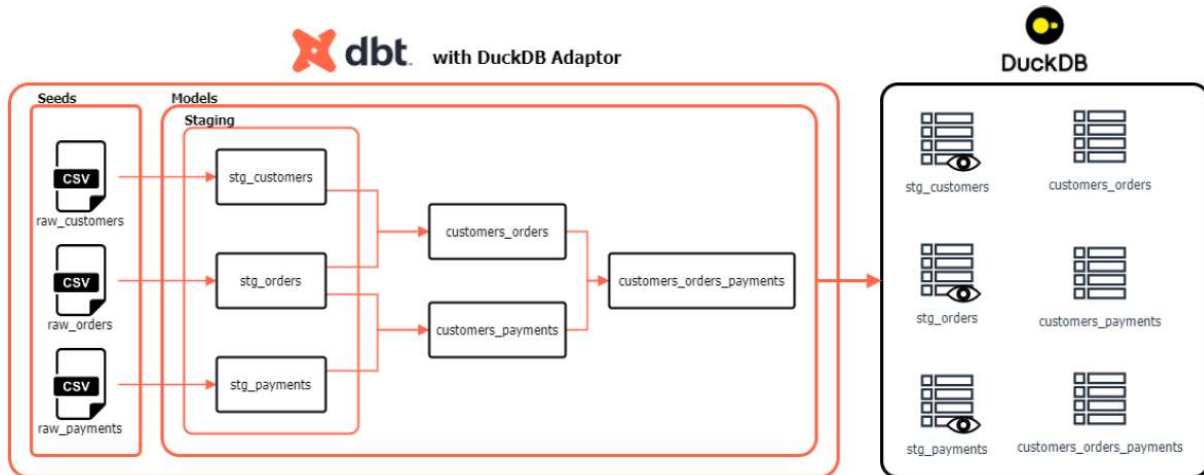 dbt with DuckDB Adaptor
DuckDB
Seeds
Models
Staging
CSV
raw_customers
CSV
raw_orders
CSV
raw_payments
stg_customers
stg_orders
stg_payments
customers_orders
customers_payments
customers_orders_payments
stg_customers
customers_orders
stg_orders
customers_payments
stg_payments
customers_orders_payments